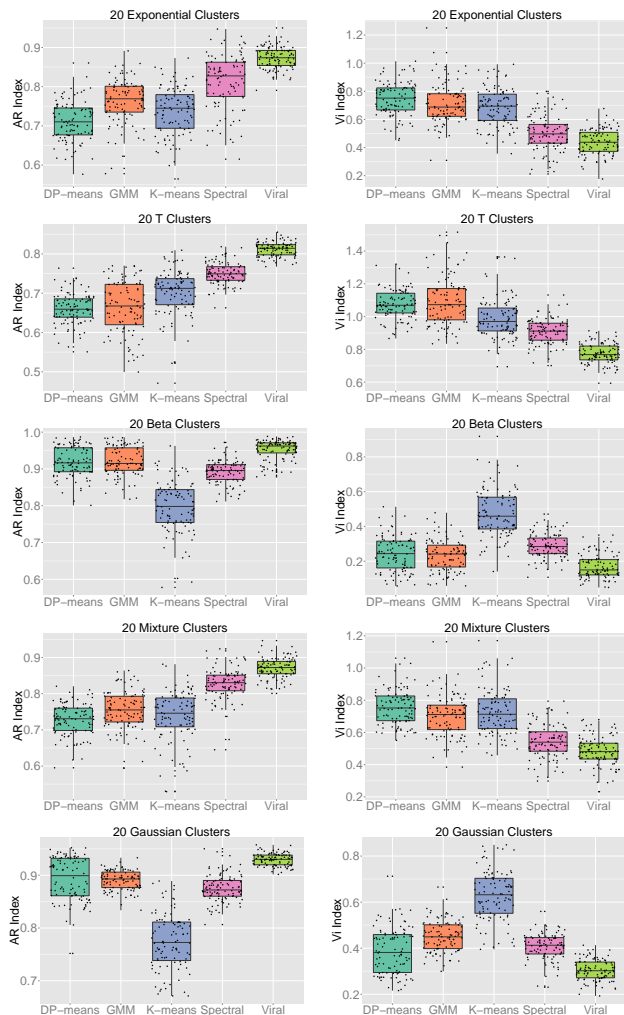 20 Exponential Clusters
AR Index
0.9
0.8
0.7
0.6
DP−means GMM K−means Spectral Viral
20 Exponential Clusters
Vi Index
1.2
1.0
0.8
0.6
0.4
0.2
DP−means GMM K−means Spectral Viral
20 T Clusters
AR Index
0.8
0.7
0.6
0.5
DP−means GMM K−means Spectral Viral
20 T Clusters
Vi Index
1.4
1.2
1.0
0.8
0.6
DP−means GMM K−means Spectral Viral
20 Beta Clusters
AR Index
1.0
0.9
0.8
0.7
0.6
DP−means GMM K−means Spectral Viral
20 Beta Clusters
Vi Index
0.8
0.6
0.4
0.2
DP−means GMM K−means Spectral Viral
20 Mixture Clusters
AR Index
0.9
0.8
0.7
0.6
DP−means GMM K−means Spectral Viral
20 Mixture Clusters
Vi Index
1.2
1.0
0.8
0.6
0.4
0.2
DP−means GMM K−means Spectral Viral
20 Gaussian Clusters
AR Index
0.9
0.8
0.7
DP−means GMM K−means Spectral Viral
20 Gaussian Clusters
Vi Index
0.8
0.6
0.4
0.2
DP−means GMM K−means Spectral Viral